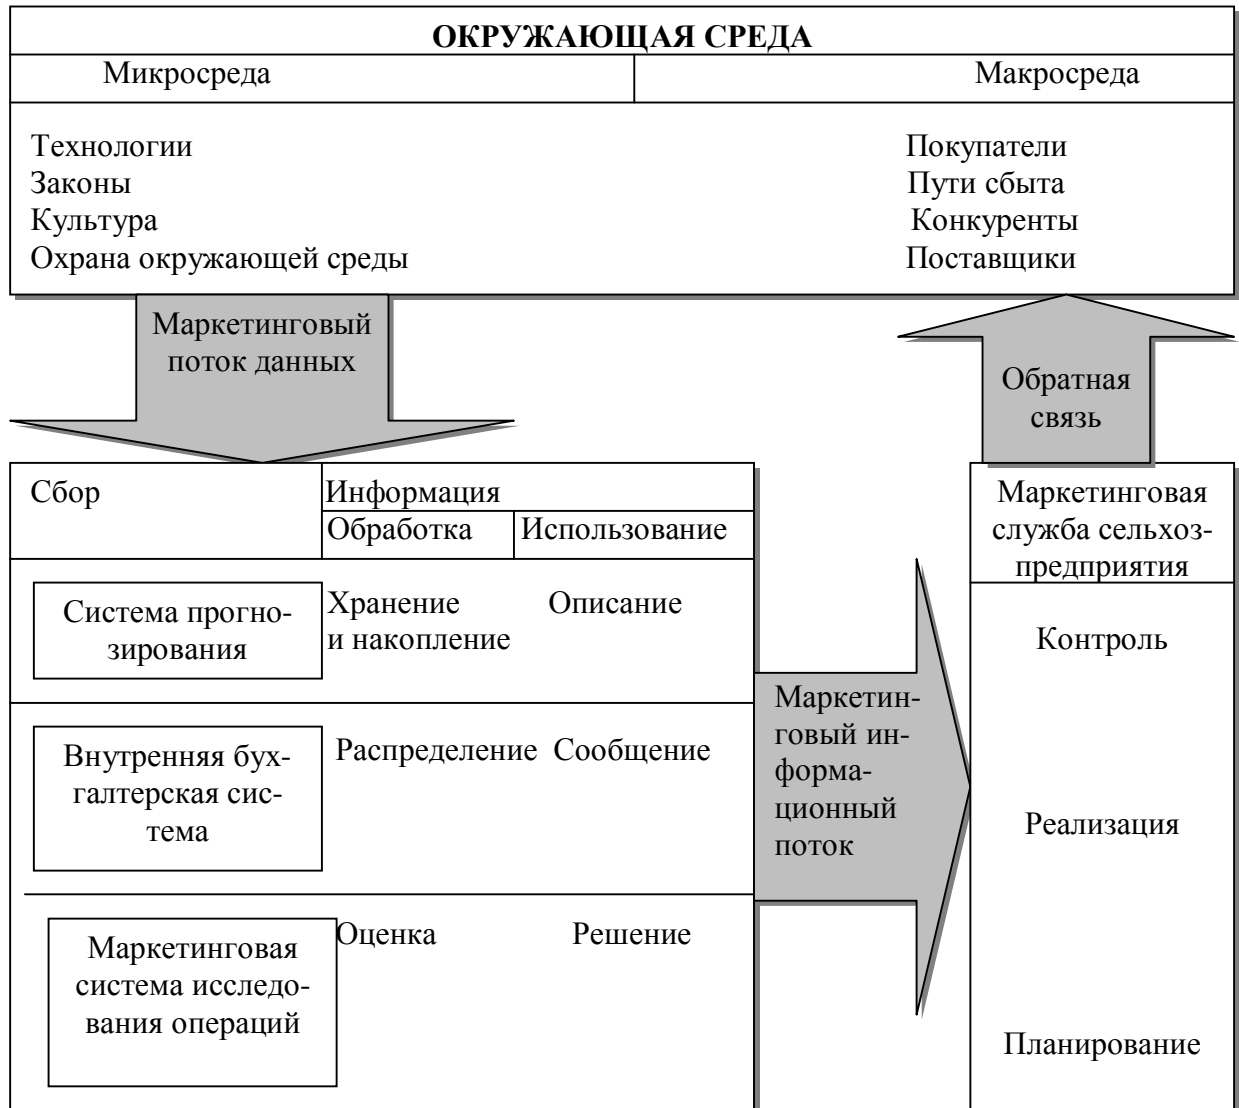 ОКРУЖАЮЩАЯ СРЕДА
Микросреда Макросреда
Технологии Покупатели
Законы Пути сбыта
Культура Конкуренты
Охрана окружающей среды Поставщики
Маркетинговый
поток данных
Обратная
связь
Сбор Информация
Обработка Использование
Система прогно-
зирования
Хранение
и накопление
Описание
Внутренняя бух-
галтерская сис-
тема
Распределение Сообщение
Маркетинговая
система исследо-
вания операций
Оценка Решение
Маркетин-
говый ин-
форма-
ционный
поток
Маркетинговая
служба сельхоз-
предприятия
Контроль
Реализация
Планирование